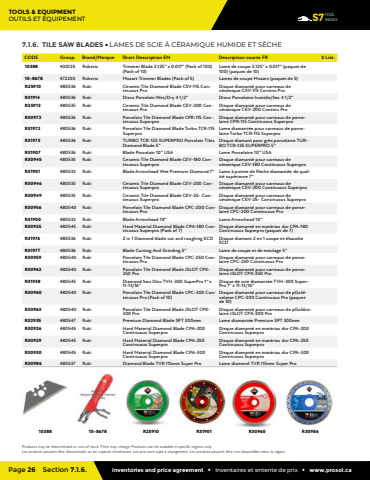 TOOLS & EQUIPMENT
OUTILS ET ÉQUIPEMENT
S7 TOOL INDEX
7.1.6. TILE SAW BLADES • LAMES DE SCIE À CÉRAMIQUE HUMIDE ET SÈCHE
CODE Group. Brand/Marque Short Description EN Description courte FR $ List.
10388 400125 Roberts Trimmer Blade 2.125" x 0.017" (Pack of 100) (Pack of 10) Lame de coupe 2.125" x 0.017" (paquet de 100) (paquet de 10)
10-8678 472220 Roberts Mozart Trimmer Blades (Pack of 5) Lames de coupe Mozart (paquet de 5)
R25910 480536 Rubi Ceramic Tile Diamond Blade CSV-115 Continuous Pro Disque diamanté pour carreaux de céramique CSV-115 Continu Pro
R31914 480536 Rubi Disco Porcelain Wet/Dry 4 1/2" Disco Porcelaine humide/Sec 4 1/2"
R25913 480535 Rubi Ceramic Tile Diamond Blade CSV-200 Continuous Pro Disque diamanté pour carreaux de céramique CSV-200 Continu Pro
R30972 480536 Rubi Porcelain Tile Diamond Blade CPR-115 Continuous Superpro Disque diamanté pour carreaux de porcelaine CPR-115 Continuous Superpro
R31972 480536 Rubi Porcelain Tile Diamond Blade Turbo TCR-115 Superpro Lame diamantée pour carreaux de porcelaine Turbo TCR-115 Superpro
R31973 480536 Rubi TURBO TCR-125 SUPERPRO Porcelain Tiles Diamond Blade 5" Disque diamant pour grès porcelaine TURBO TCR-125 SUPERPRO 5"
R31907 480536 Rubi Blade Porcelain 10" USA Lame Porcelaine 10" USA
R30945 480535 Rubi Ceramic Tile Diamond Blade CEV-180 Continuous Superpro Disque diamanté pour carreaux de céramique CEV-180 Continuous Superpro
R31901 480533 Rubi Blade Arrowhead Wet Premium Diamond 7" Lame à pointe de flèche diamantée de qualité supérieure 7"
R30946 480535 Rubi Ceramic Tile Diamond Blade CEV-200 Continuous Superpro Disque diamanté pour carreaux de céramique CEV-200 Continuous Superpro
R30949 480535 Rubi Ceramic Tile Diamond Blade CEV-25- Continuous Superpro Disque diamanté pour carreaux de céramique CEV-25- Continuous Superpro
R30956 480540 Rubi Porcelain Tile Diamond Blade CPC-200 Continuous Pro Disque diamanté pour carreaux de porcelaine CPC-200 Continuous Pro
R31900 480533 Rubi Blade Arrowhead 10" Lame Arrowhead 10"
R30925 480545 Rubi Hard Material Diamond Blade CPA-180 Continuous Superpro (Pack of 7) Disque diamanté en matériau dur CPA-180 Continuous Superpro (paquet de 7)
R31976 480536 Rubi 2 in 1 Diamond blade cut and roughing ECD Disque diamant 2 en 1 coupe et ébauche ECD
R31977 480536 Rubi Blade Cutting And Grinding 5" Lame de coupe et de meulage 5"
R30959 480540 Rubi Porcelain Tile Diamond Blade CPC-250 Continuous Pro Disque diamanté pour carreaux de porcelaine CPC-250 Continuous Pro
R30962 480540 Rubi Porcelain Tile Diamond Blade JSLOT CPX-250 Pro Disque diamanté pour carreaux de porcelaine JSLOT CPX-250 Pro
R31938 480545 Rubi Diamond Saw Disc TVH-300 SuperPro 1" x 11-13/16" Disque de scie diamantée TVH-300 SuperPro 1" x 11-13/16"
R30960 480540 Rubi Porcelain Tile Diamond Blade CPC-300 Continuous Pro (Pack of 10) Disque diamanté pour carreaux de porcelaine CPC-300 Continuous Pro (paquet de 10)
R30963 480540 Rubi Porcelain Tile Diamond Blade JSLOT CPX-300 Pro Disque diamanté pour carreaux de porcelaine JSLOT CPX-300 Pro
R32935 480547 Rubi Premium Diamond Blade SPT 300mm Lame diamantée Premium SPT 300mm
R30926 480545 Rubi Hard Material Diamond Blade CPA-200 Continuous Superpro Disque diamanté en matériau dur CPA-200 Continuous Superpro
R30929 480545 Rubi Hard Material Diamond Blade CPA-250 Continuous Superpro Disque diamanté en matériau dur CPA-250 Continuous Superpro
R30930 480545 Rubi Hard Material Diamond Blade CPA-300 Continuous Superpro Disque diamanté en matériau dur CPA-300 Continuous Superpro
R30986 480537 Rubi Diamond Blade TVR 115mm Super Pro Lame diamand TVR 115mm Super Pro
10388 10-8678 R25910 R31901 R30960 R30986
Products may be discontinued or out of stock. Price may change. Products can be available in specific regions only.
Les produits peuvent être discontinués ou en rupture d'inventaire. Les prix sont sujet à changement. Les produits peuvent être non disponibles selon la région.
Page 26 Section 7.1.6. Inventories and price agreement • Inventaires et entente de prix • www.prosol.ca